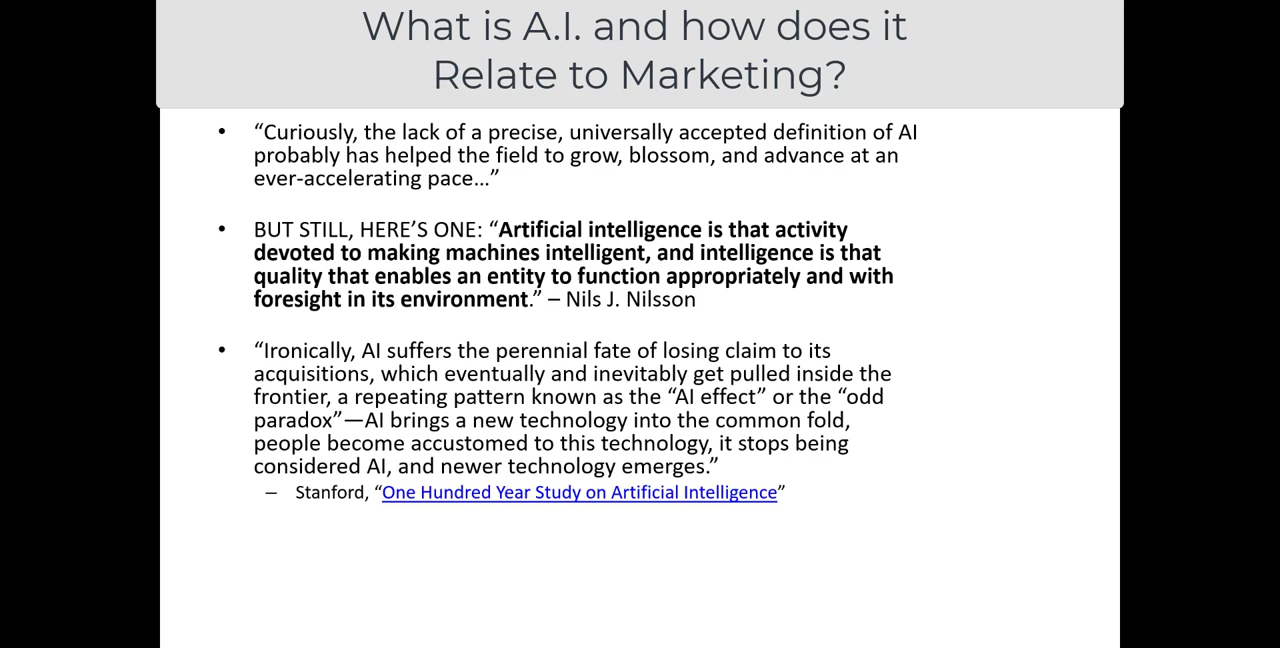 What is A.I. and how does it
Relate to Marketing?
• “Curiously, the lack of a precise, universally accepted definition of AI
probably has helped the field to grow, blossom, and advance at an
ever-accelerating pace…”
• BUT STILL, HERE’S ONE: “Artificial intelligence is that activity
devoted to making machines intelligent, and intelligence is that
quality that enables an entity to function appropriately and with
foresight in its environment.” – Nils J. Nilsson
• “Ironically, AI suffers the perennial fate of losing claim to its
acquisitions, which eventually and inevitably get pulled inside the
frontier, a repeating pattern known as the “AI effect” or the “odd
paradox”—AI brings a new technology into the common fold,
people become accustomed to this technology, it stops being
considered AI, and newer technology emerges.”
– Stanford, “One Hundred Year Study on Artificial Intelligence”